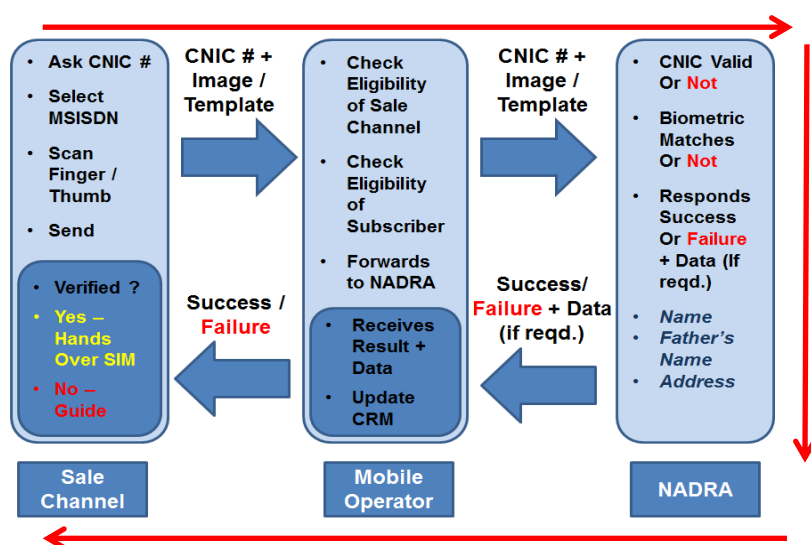 • Ask CNIC #
• Select
MSISDN
• Scan
Finger /
Thumb
• Send
• Verified ?
• Yes –
Hands
Over SIM
• No –
Guide
Sale
Channel
CNIC # +
Image /
Template
Success /
Failure
• Check
Eligibility
of Sale
Channel
• Check
Eligibility
of
Subscriber
• Forwards
to NADRA
• Receives
Result +
Data
• Update
CRM
Mobile
Operator
CNIC # +
Image /
Template
Success/
Failure + Data
(if reqd.)
• CNIC Valid
Or Not
• Biometric
Matches
Or Not
• Responds
Success
Or Failure
+ Data (If
reqd.)
• Name
• Father's
Name
• Address
NADRA